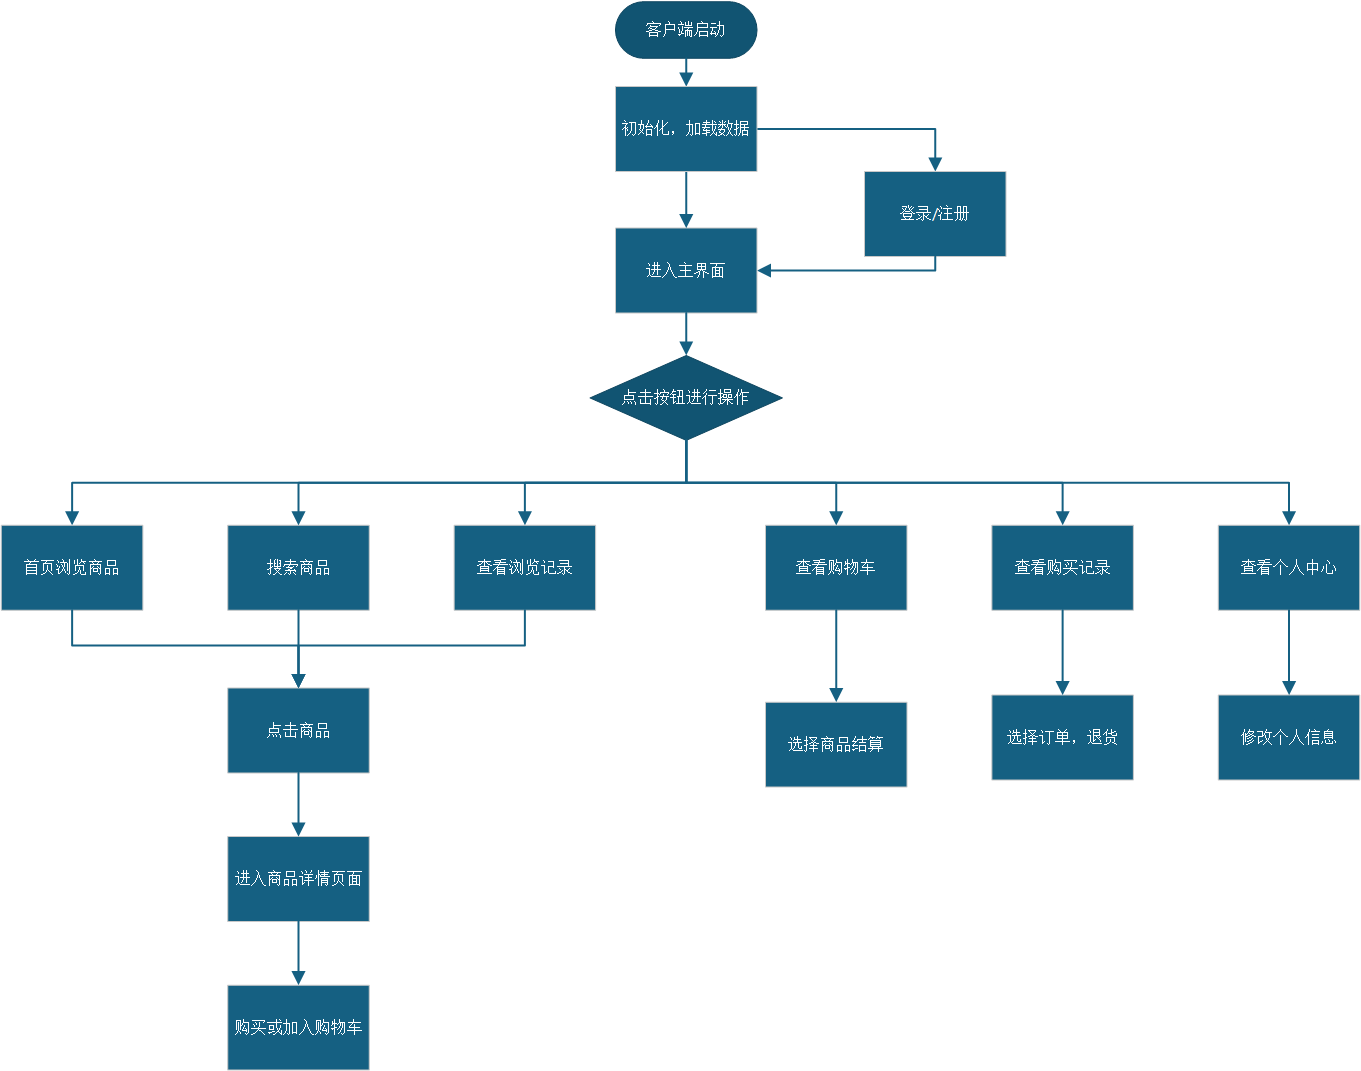 客户端启动
初始化，加载数据
登录/注册
进入主界面
点击按钮进行操作
首页浏览商品
搜索商品
查看浏览记录
查看购物车
查看购买记录
查看个人中心
点击商品
选择商品结算
选择订单，退货
修改个人信息
进入商品详情页面
购买或加入购物车